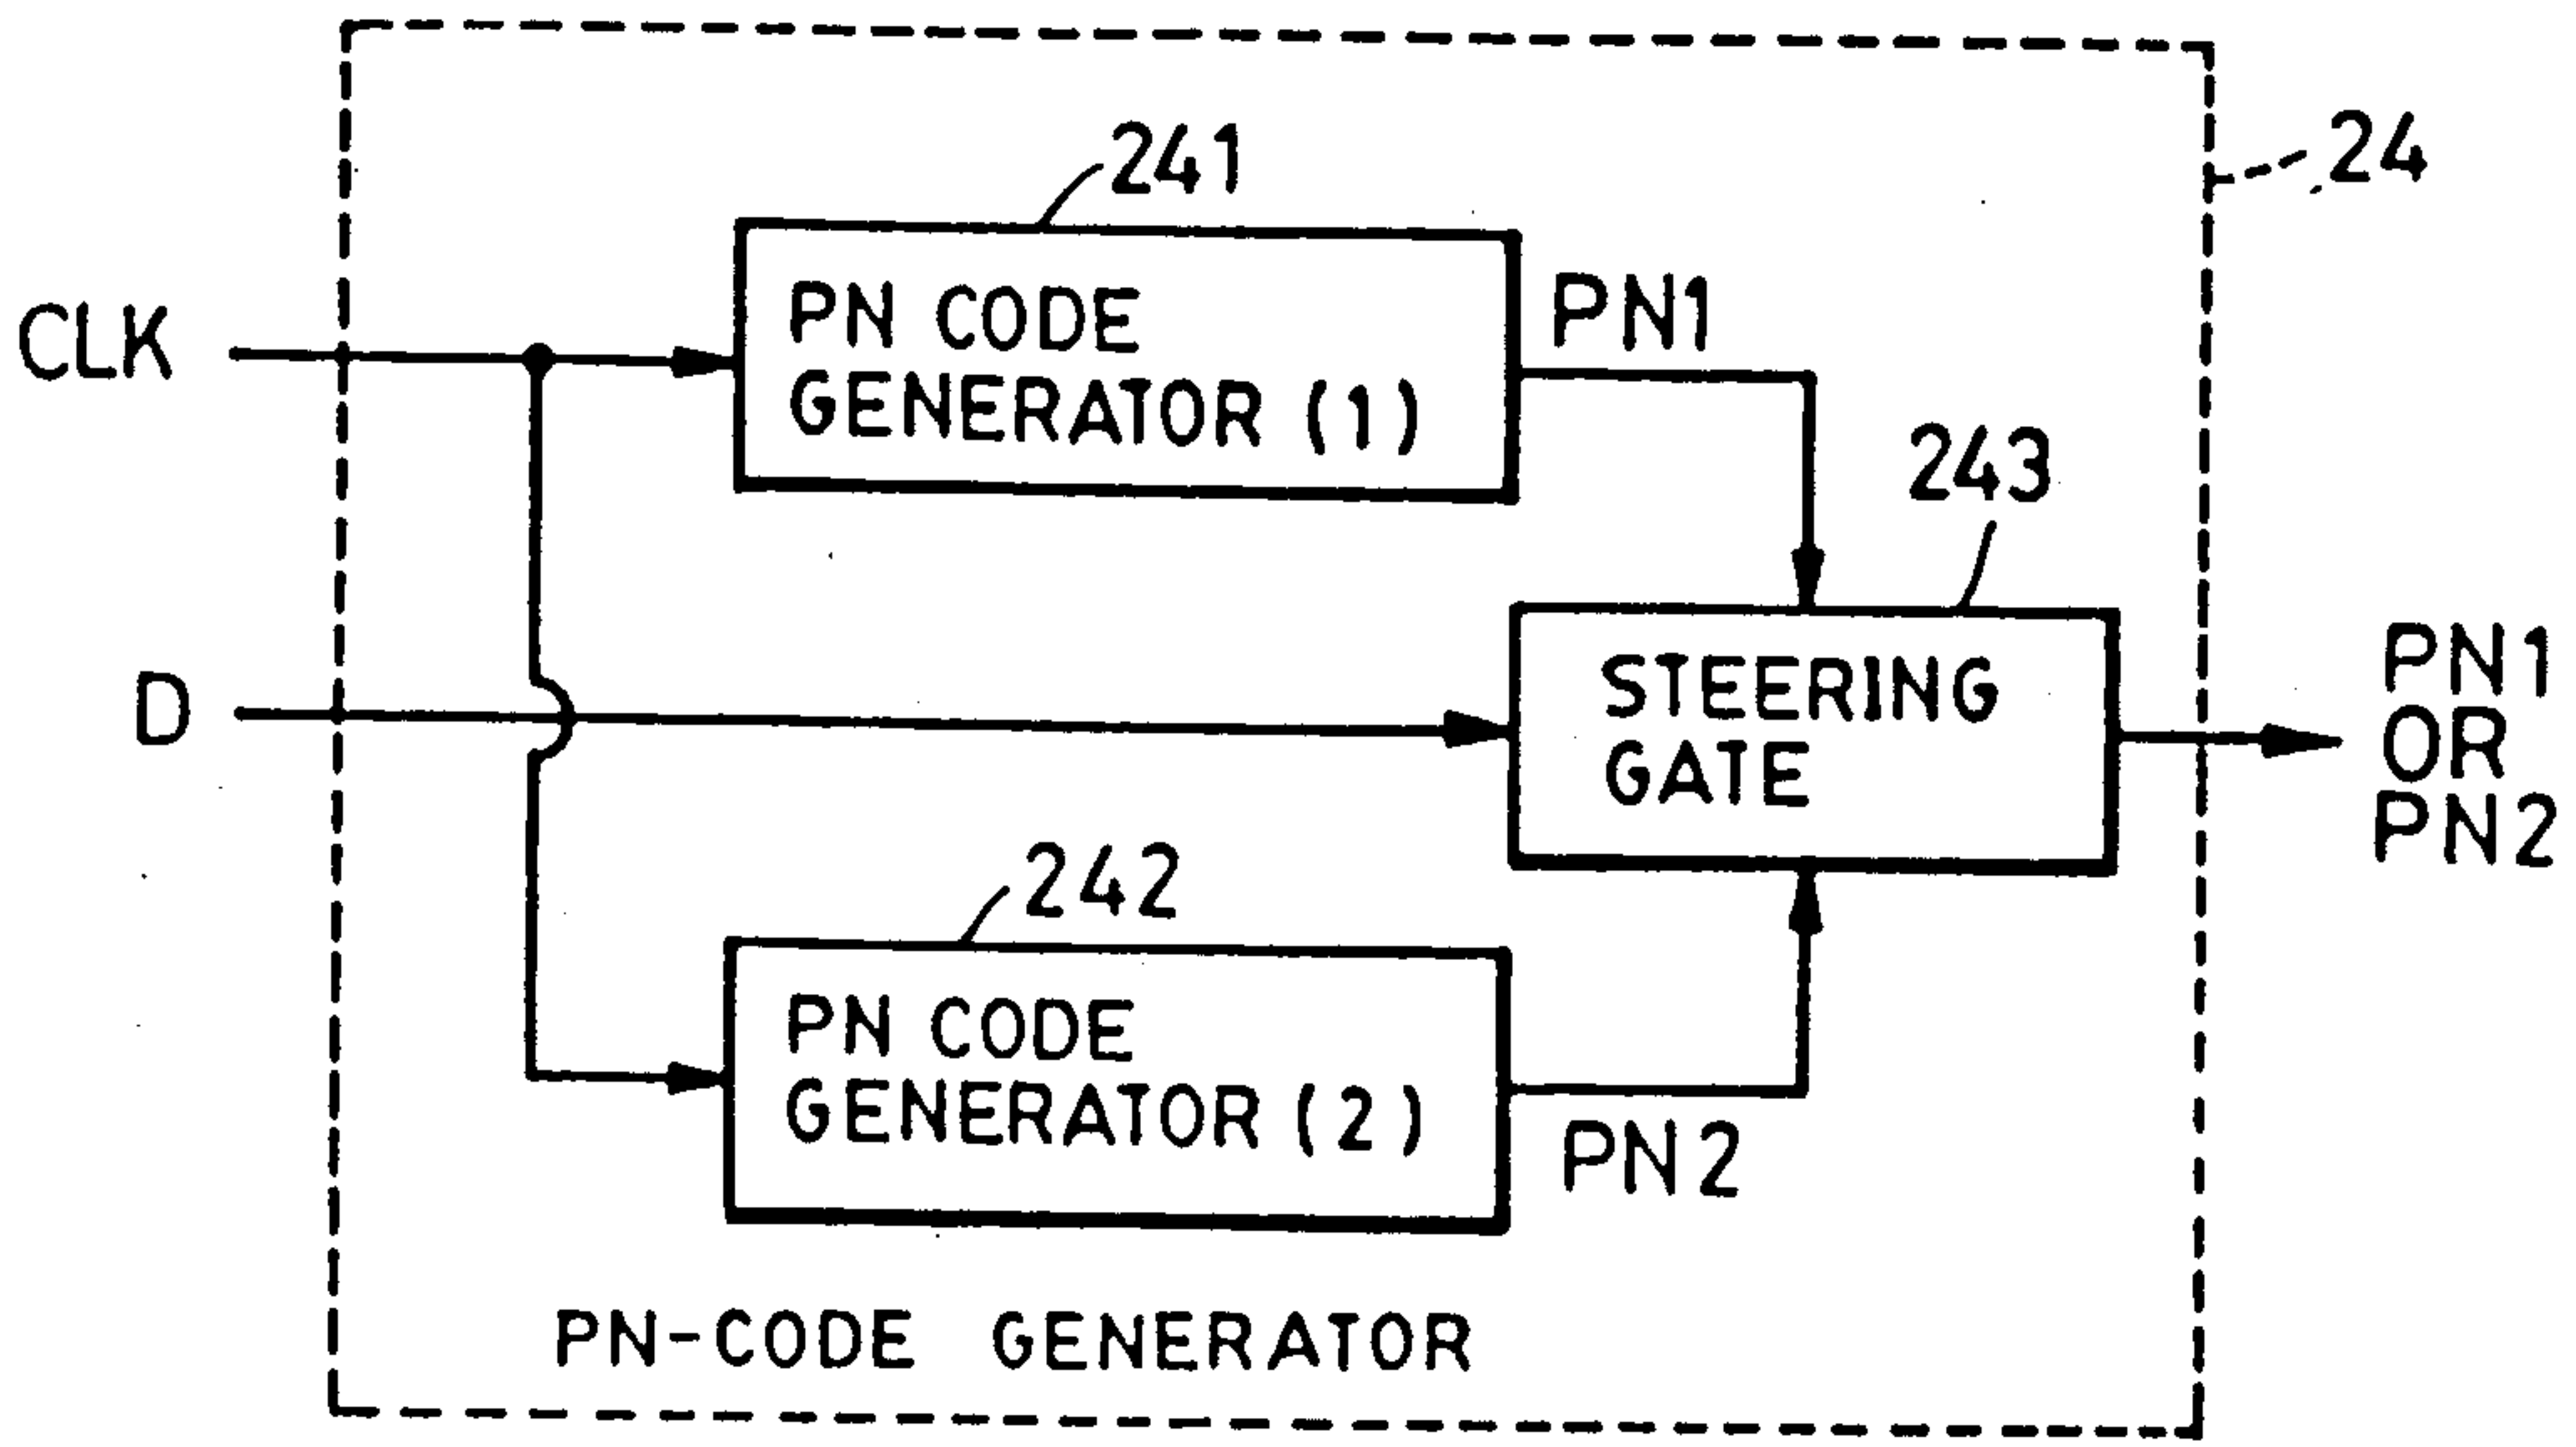 24
241
CLK
PN CODE
GENERATOR (1)
PN1
243
D
STEERING
GATE
PN1
OR
PN2
242
PN CODE
GENERATOR (2)
PN2
PN-CODE GENERATOR